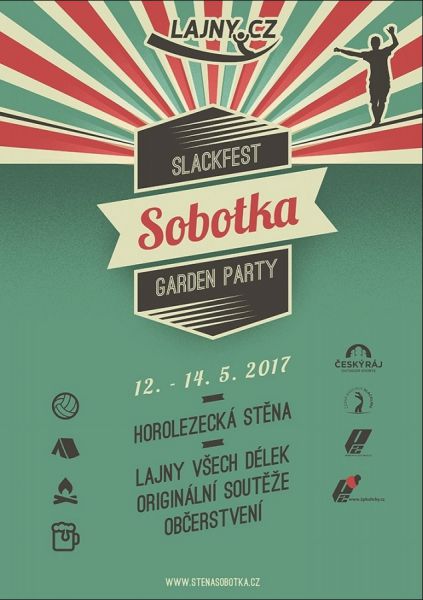 LAJNY.CZ
SLACKFEST
Sobotka
GARDEN PARTY
12. - 14. 5. 2017
HOROLEZECKÁ STĚNA
LAJNY VŠECH DÉLEK
ORIGINÁLNÍ SOUTĚŽE
OBČERSTVENÍ
ČESKÝ RÁJ
WWW.STENASOBOTKA.CZ